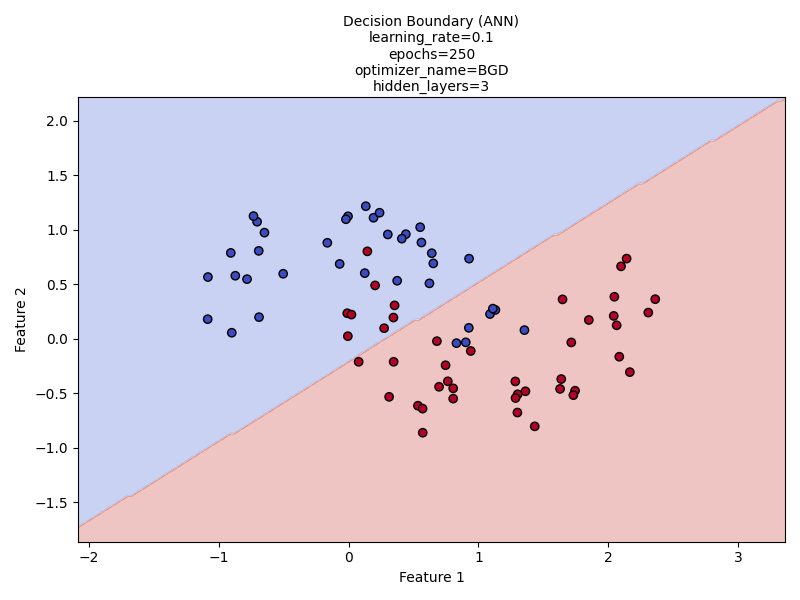 Decision Boundary (ANN)
learning_rate=0.1
epochs=250
optimizer_name=BGD
hidden_layers=3
2.0
1.5
1.0
0.5
0.0
−0.5
−1.0
−1.5
Feature 2
−2
−1
0
1
2
3
Feature 1